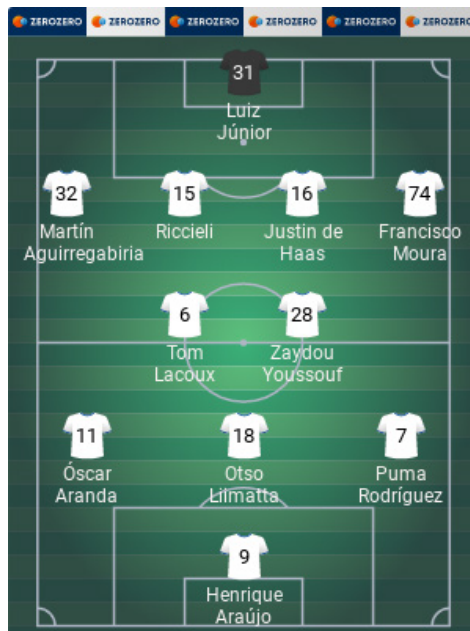 ZEROZERO ZEROZERO ZEROZERO ZEROZERO ZEROZERO ZEROZERO
31
Luiz
Júnior
32 15 16 74
Martín Riccieli Justin de Francisco
Aguirregabiria Haas Moura
6 28
Tom Zaydou
Lacoux Youssouf
11 18 7
Óscar Otso Puma
Aranda Lilmatta Rodríguez
9
Henrique
Araújo